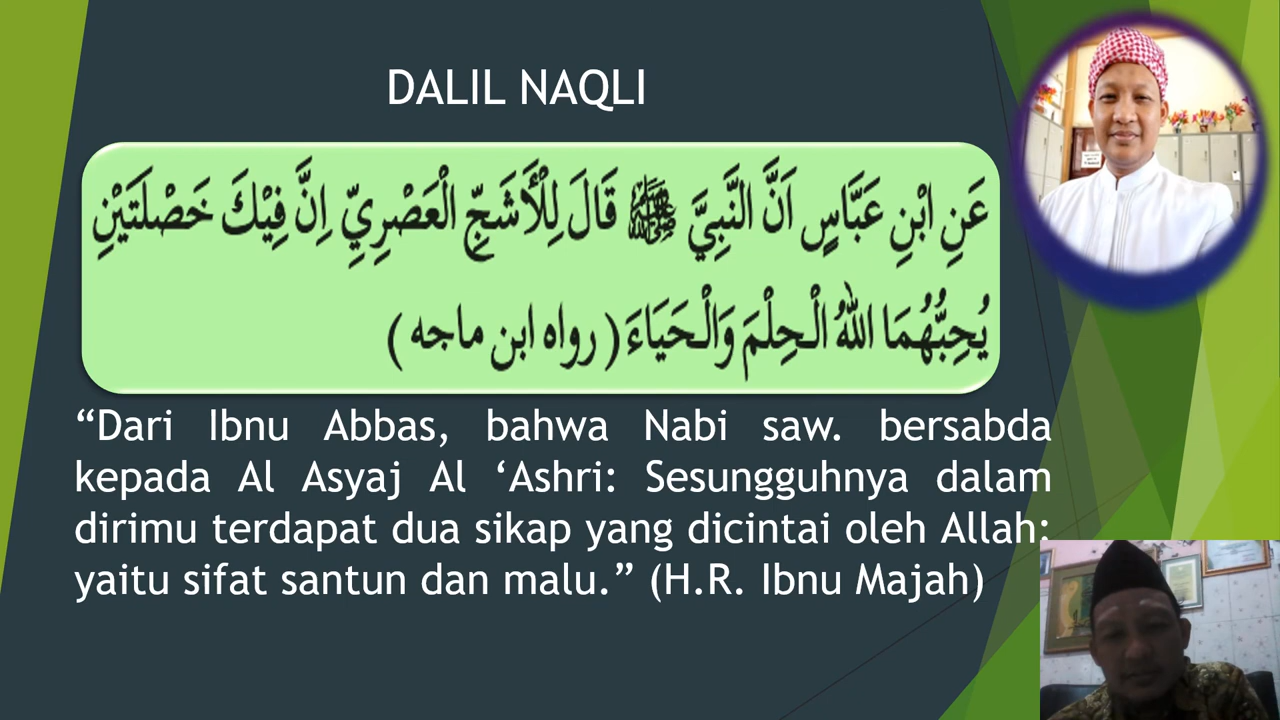 DALIL NAQLI
عَنِ ابْنِ عَبَّاسٍ اَنَّ النَّبِيَّ ﷺ قَالَ لِلْأَشَجِّ الْعَصْرِيِّ اِنَّ فِيْكَ خَصْلَتَيْنِ
يُحِبُّهُمَا اللهُ الْحِلْمَ وَالْحَيَاءَ ( رواه ابن ماجه )
“Dari Ibnu Abbas, bahwa Nabi saw. bersabda
kepada Al Asyaj Al ‘Ashri: Sesungguhnya dalam
dirimu terdapat dua sikap yang dicintai oleh Allah;
yaitu sifat santun dan malu.” (H.R. Ibnu Majah)